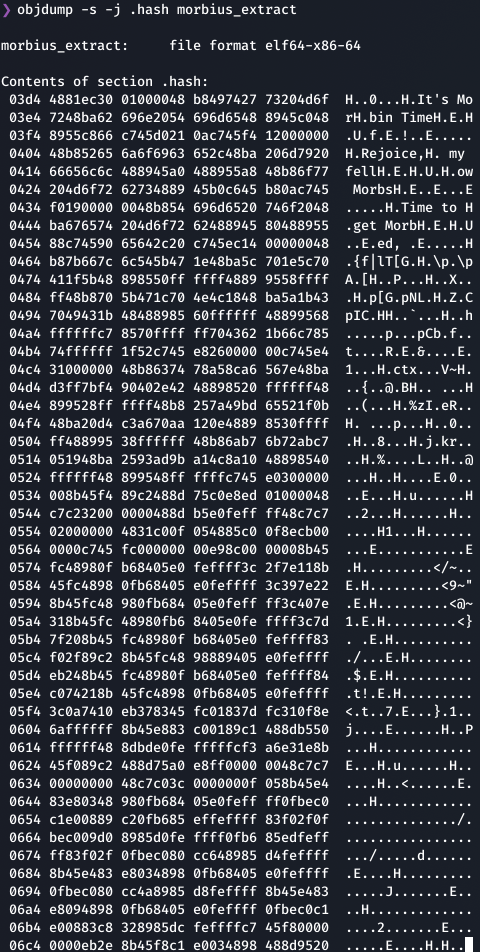 ❯ objdump -s -j .hash morbius_extract

morbius_extract:     file format elf64-x86-64

Contents of section .hash:
 03d4 4881ec30 01000048 b8497427 73204d6f  H..0...H.It's Mo
 03e4 7248ba62 696e2054 696d6548 8945c048  rH.bin TimeH.E.H
 03f4 8955c866 c745d021 0ac745f4 12000000  .U.f.E.!..E.....
 0404 48b85265 6a6f6963 652c48ba 206d7920  H.Rejoice,H. my 
 0414 66656c6c 488945a0 488955a8 48b86f77  fellH.E.H.U.H.ow
 0424 204d6f72 62734889 45b0c645 b80ac745   MorbsH.E..E...E
 0434 f0190000 0048b854 696d6520 746f2048  .....H.Time to H
 0444 ba676574 204d6f72 62488945 80488955  .get MorbH.E.H.U
 0454 88c74590 65642c20 c745ec14 00000048  ..E.ed, .E.....H
 0464 b87b667c 6c545b47 1e48ba5c 701e5c70  .{f|lT[G.H.\p.\p
 0474 411f5b48 898550ff ffff4889 9558ffff  A.[H..P...H..X..
 0484 ff48b870 5b471c70 4e4c1848 ba5a1b43  .H.p[G.pNL.H.Z.C
 0494 7049431b 48488985 60ffffff 48899568  pIC.HH..`...H..h
 04a4 ffffffc7 8570ffff ff704362 1b66c785  .....p...pCb.f..
 04b4 74ffffff 1f52c745 e8260000 00c745e4  t....R.E.&....E.
 04c4 31000000 48b86374 78a58ca6 567e48ba  1...H.ctx...V~H.
 04d4 d3ff7bf4 90402e42 48898520 ffffff48  ..{..@.BH.. ...H
 04e4 899528ff ffff48b8 257a49bd 65521f0b  ..(...H.%zI.eR..
 04f4 48ba20d4 c3a670aa 120e4889 8530ffff  H. ...p...H..0..
 0504 ff488995 38ffffff 48b86ab7 6b72abc7  .H..8...H.j.kr..
 0514 051948ba 2593ad9b a14c8a10 48898540  ..H.%....L..H..@
 0524 ffffff48 899548ff ffffc745 e0300000  ...H..H....E.0..
 0534 008b45f4 89c2488d 75c0e8ed 01000048  ..E...H.u......H
 0544 c7c23200 0000488d b5e0feff ff48c7c7  ..2...H......H..
 0554 02000000 4831c00f 054885c0 0f8ecb00  ....H1...H......
 0564 0000c745 fc000000 00e98c00 00008b45  ...E...........E
 0574 fc48980f b68405e0 feffff3c 2f7e118b  .H.........</~..
 0584 45fc4898 0fb68405 e0feffff 3c397e22  E.H.........<9~"
 0594 8b45fc48 980fb684 05e0feff ff3c407e  .E.H.........<@~
 05a4 318b45fc 48980fb6 8405e0fe ffff3c7d  1.E.H.........<}
 05b4 7f208b45 fc48980f b68405e0 feffff83  . .E.H..........
 05c4 f02f89c2 8b45fc48 98889405 e0feffff  ./...E.H........
 05d4 eb248b45 fc48980f b68405e0 feffff84  .$.E.H..........
 05e4 c074218b 45fc4898 0fb68405 e0feffff  .t!.E.H.........
 05f4 3c0a7410 eb378345 fc01837d fc310f8e  <.t..7.E...}.1..
 0604 6affffff 8b45e883 c00189c1 488db550  j....E......H..P
 0614 ffffff48 8dbde0fe ffffffcf3 a6e31e8b  ...H............
 0624 45f089c2 488d75a0 e8ff0000 0048c7c7  E...H.u......H..
 0634 00000000 48c7c03c 0000000f 058b45e4  ....H..<......E.
 0644 83e80348 980fb684 05e0feff ff0fbec0  ...H............
 0654 c1e00889 c20fb685 effeffff 83f02f0f  ............../.
 0664 bec009d0 8985d0fe ffff0fb6 85edfeff  ................
 0674 ff83f02f 0fbec080 cc648985 d4feffff  .../.....d......
 0684 8b45e483 e8034898 0fb68405 e0feffff  .E....H.........
 0694 0fbec080 cc4a8985 d8feffff 8b45e483  .....J.......E..
 06a4 e8094898 0fb68405 e0feffff 0fbec0c1  ..H.............
 06b4 e00883c8 328985dc feffffc7 45f80000  ....2.......E...
 06c4 0000eb2e 8b45f8c1 e0034898 488d9520  .....E....H.H..